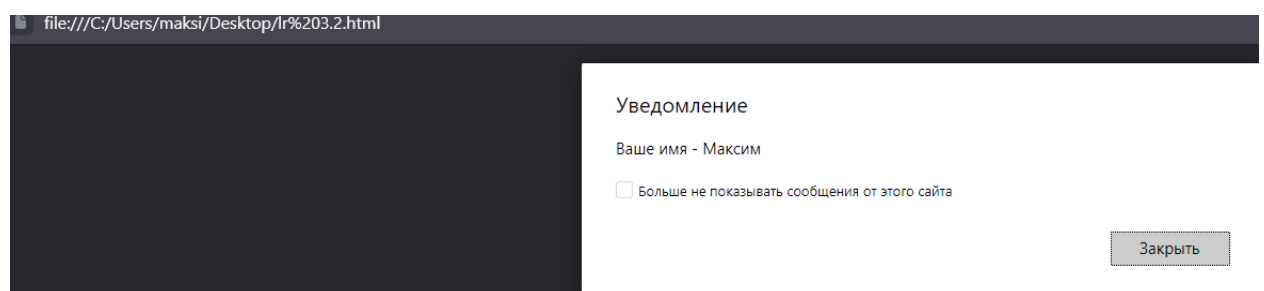 file:///C:/Users/maksi/Desktop/lr%203.2.html
Уведомление
Ваше имя - Максим
Больше не показывать сообщения от этого сайта
Закрыть